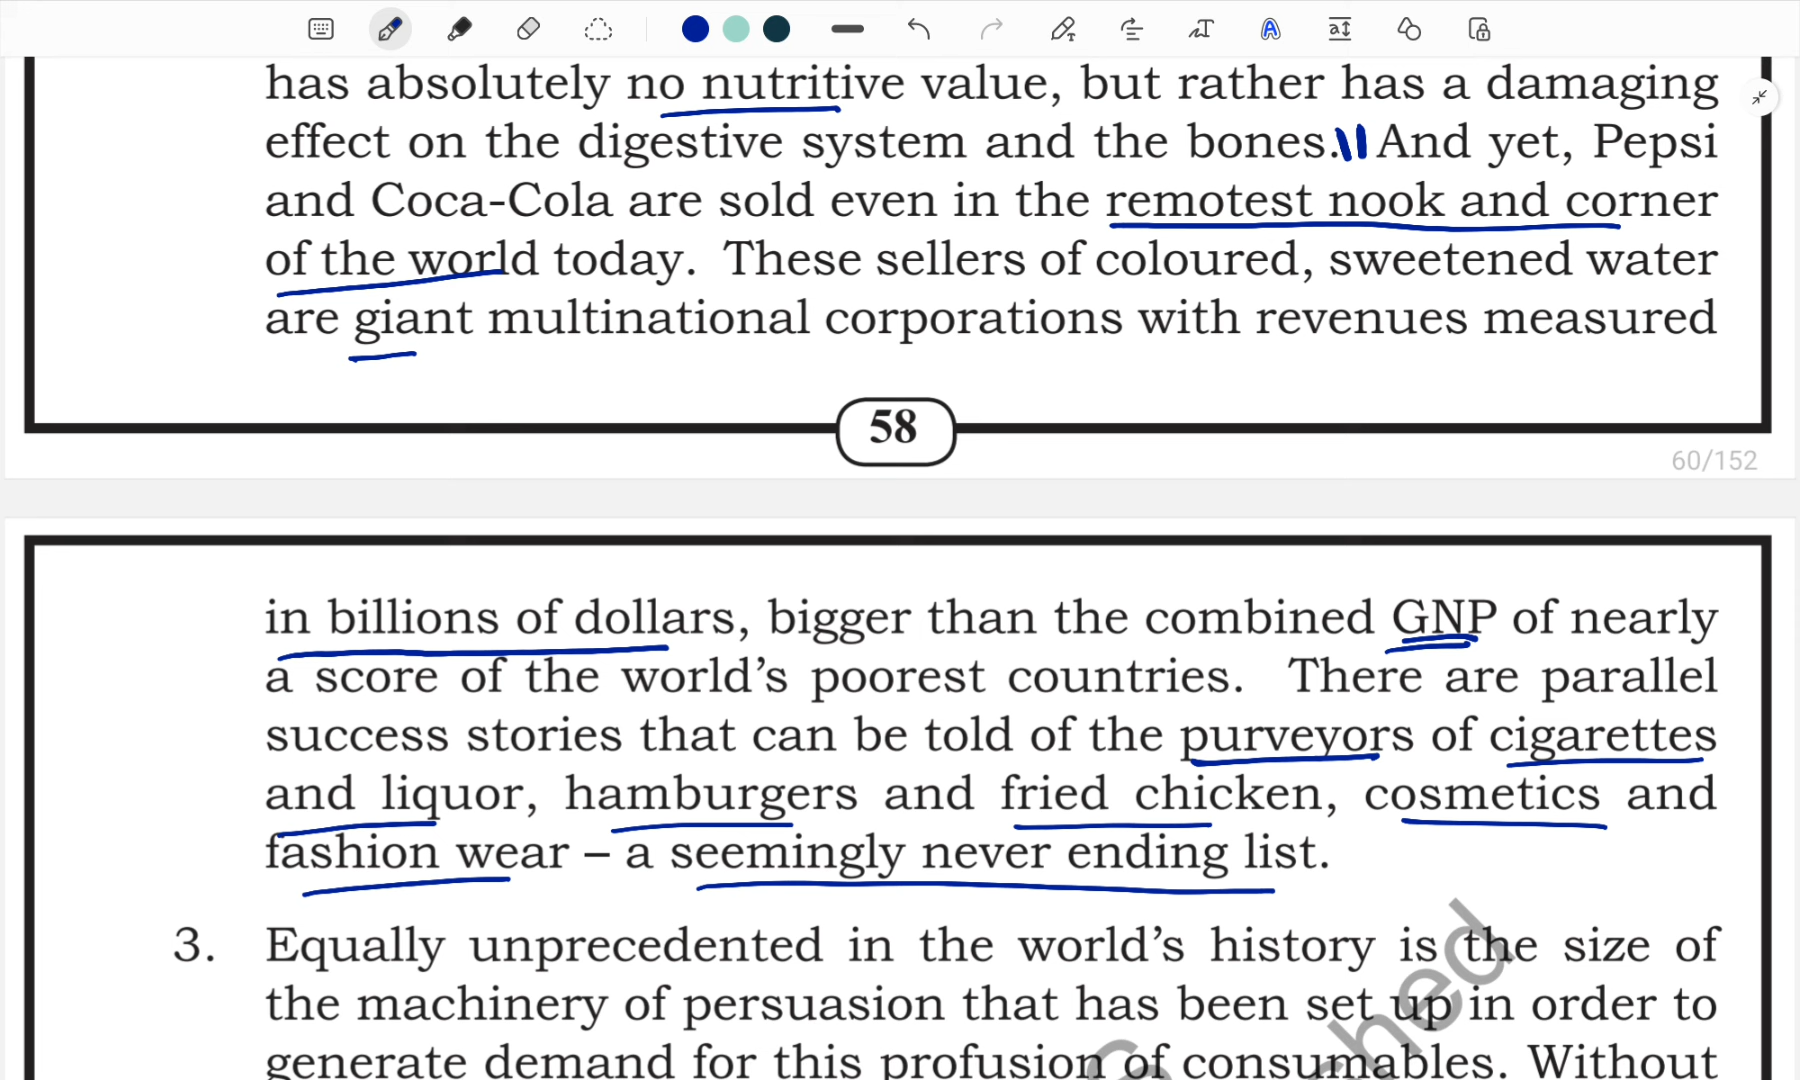 has absolutely no nutritive value, but rather has a damaging
effect on the digestive system and the bones. And yet, Pepsi
and Coca-Cola are sold even in the remotest nook and corner
of the world today. These sellers of coloured, sweetened water
are giant multinational corporations with revenues measured
58
60/152
in billions of dollars, bigger than the combined GNP of nearly
a score of the world’s poorest countries. There are parallel
success stories that can be told of the purveyors of cigarettes
and liquor, hamburgers and fried chicken, cosmetics and
fashion wear – a seemingly never ending list.
3. Equally unprecedented in the world’s history is the size of
the machinery of persuasion that has been set up in order to
generate demand for this profusion of consumables. Without